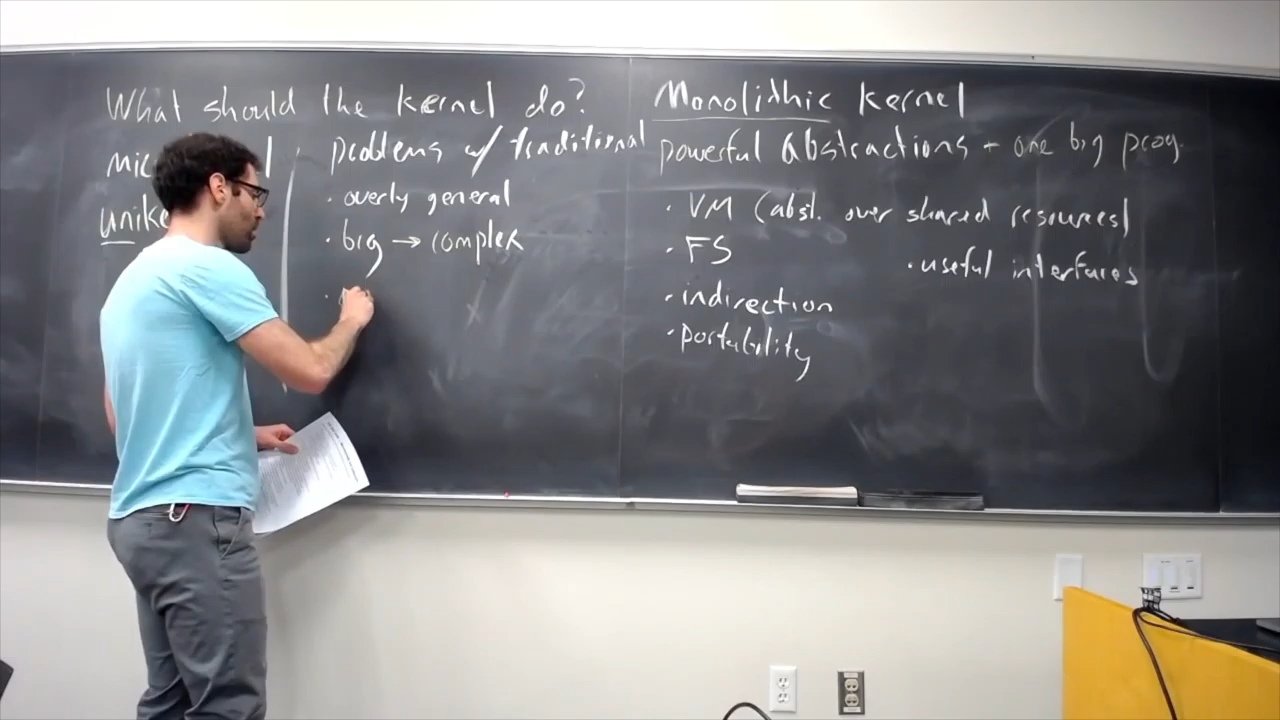 What should the kernel do?
problems w/ traditional
· overly general
· big → complex
Monolithic kernel
powerful abstractions + one big prog.
· VM (abst. over shared resources)
· FS
· useful interfaces
· indirection
· portability